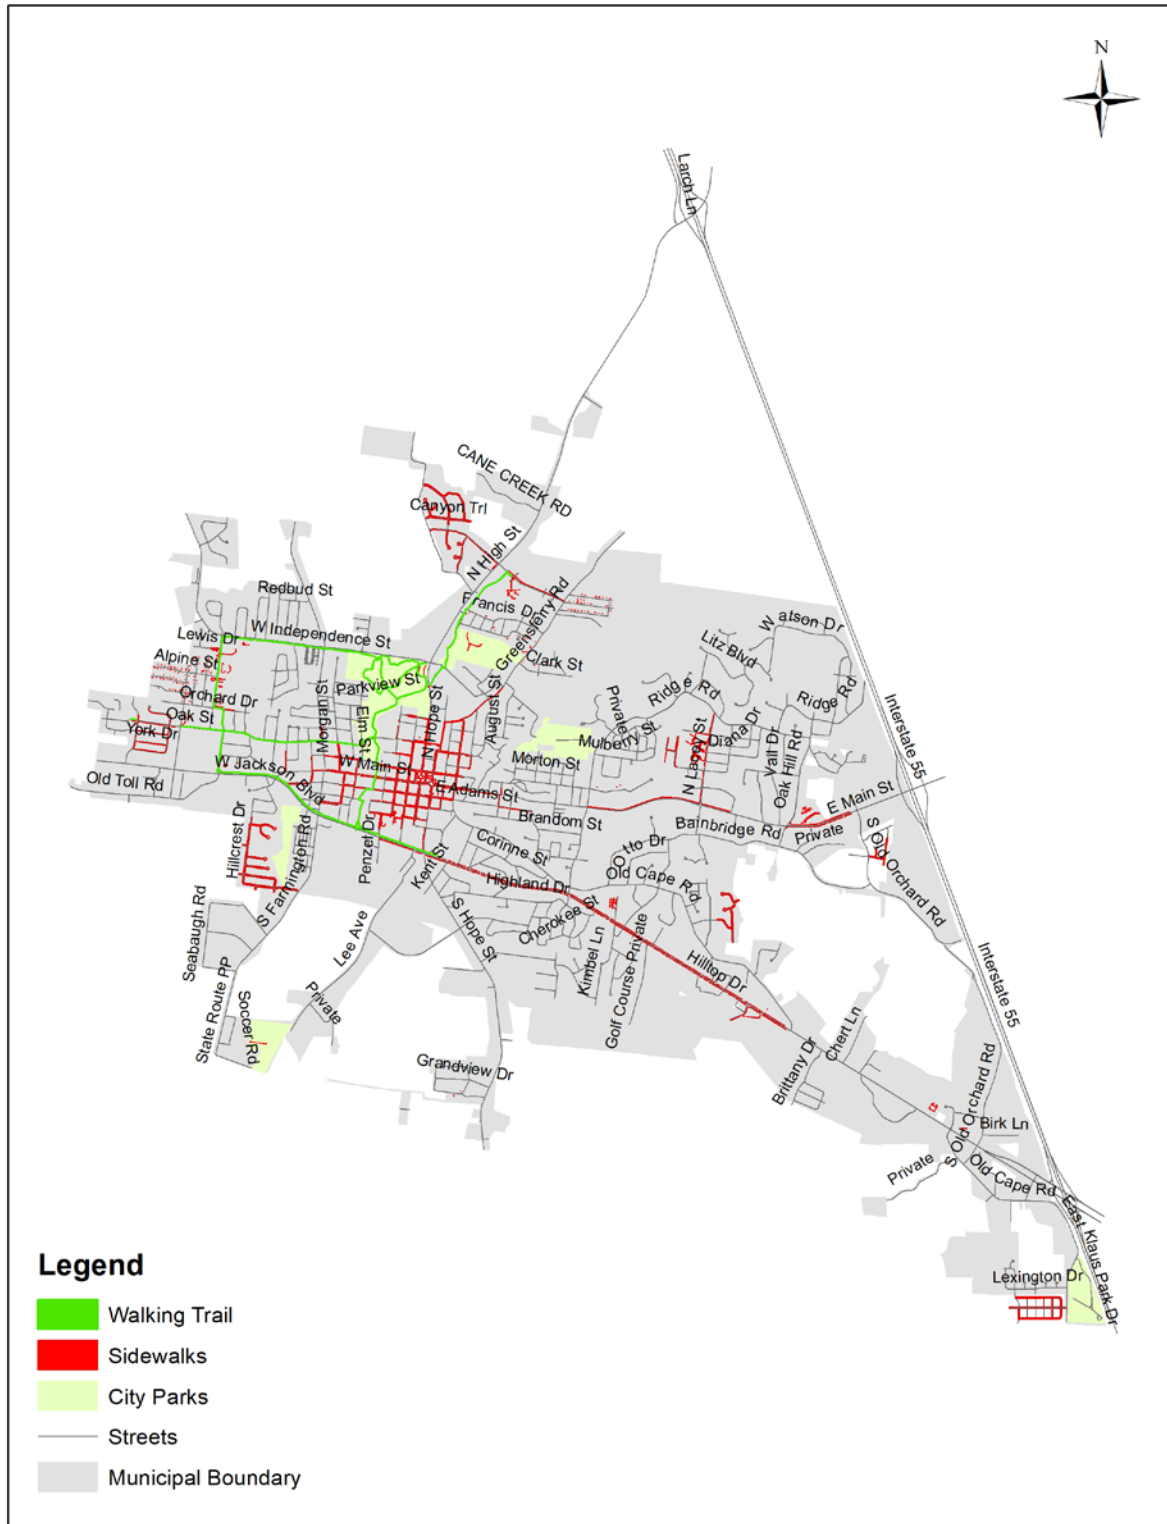 N
Larch Ln
CANE CREEK RD
Canyon Trl
N High St
Redbud St
Francis Dr
Greensferry Rd
W atson Dr
Lewis Dr
W Independence St
Litz Blvd
Alpine St
Clark St
Parkview St
Ridge Rd
Ridge Rd
Orchard Dr
Oak St
Morgan St
Elm St
N Hope St
August St
Private
Interstate 55
York Dr
Mulberry St
N Lacey St
Diana Dr
Vail Dr
Oak Hill Rd
W Main St
Morton St
Old Toll Rd
W Jackson Blvd
E Adams St
E Main St
Brandom St
Bainbridge Rd
Private
S Old Orchard Rd
Hillcrest Dr
S Farmington Rd
Penzel Dr
Kent St
Corinne St
Otto Dr
Highland Dr
Old Cape Rd
Seabaugh Rd
Lee Ave
S Hope St
Cherokee St
Kimbel Ln
Golf Course Private
Hilltop Dr
Interstate 55
State Route PP
Soccer Rd
Private
Chert Ln
Grandview Dr
Brittany Dr
S Old Orchard Rd
Birk Ln
Private
Old Cape Rd
East Klaus Park Dr
Lexington Dr
Legend
Walking Trail
Sidewalks
City Parks
Streets
Municipal Boundary